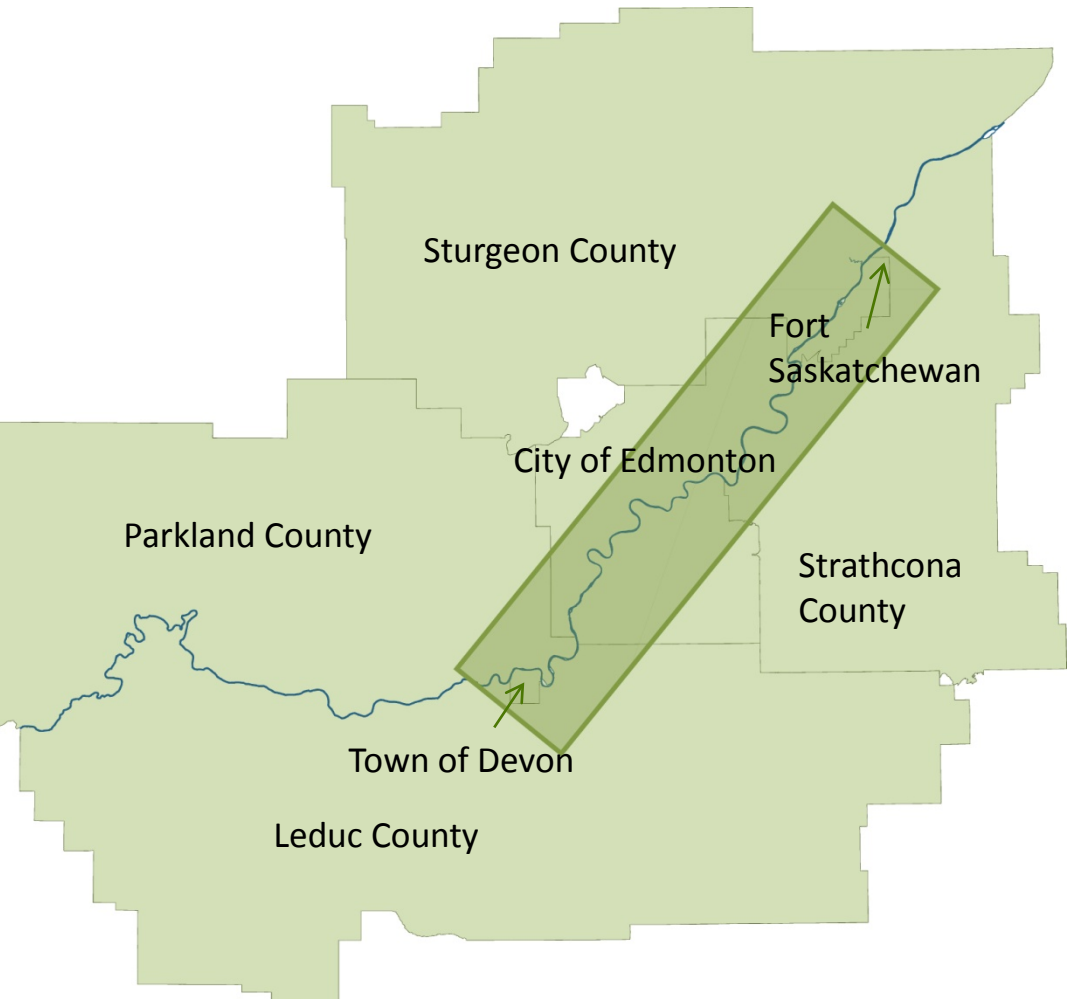 Sturgeon County
Fort
Saskatchewan
City of Edmonton
Parkland County
Strathcona
County
Town of Devon
Leduc County